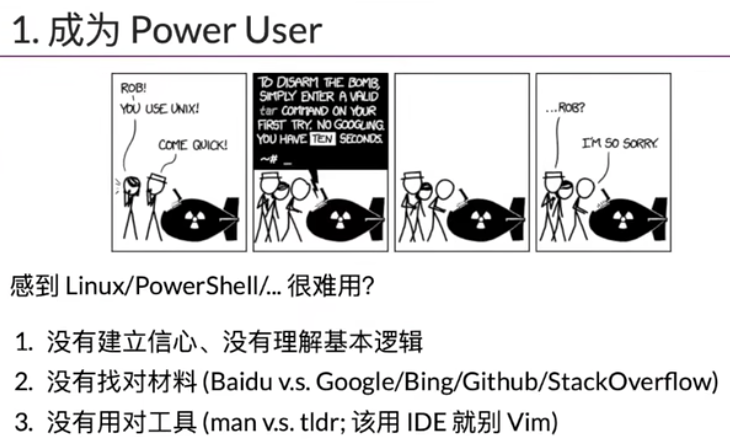 1. 成为 Power User
ROB!
YOU USE UNIX!
COME QUICK!
TO DISARM THE BOMB,
SIMPLY ENTER A VALID
tar COMMAND ON YOUR
FIRST TRY. NO GOOGLING.
YOU HAVE TEN SECONDS.
~# _
...ROB?
I'M SO SORRY.
感到 Linux/PowerShell/... 很难用?
1. 没有建立信心、没有理解基本逻辑
2. 没有找对材料 (Baidu v.s. Google/Bing/Github/StackOverflow)
3. 没有用对工具 (man v.s. tldr; 该用 IDE 就别 Vim)